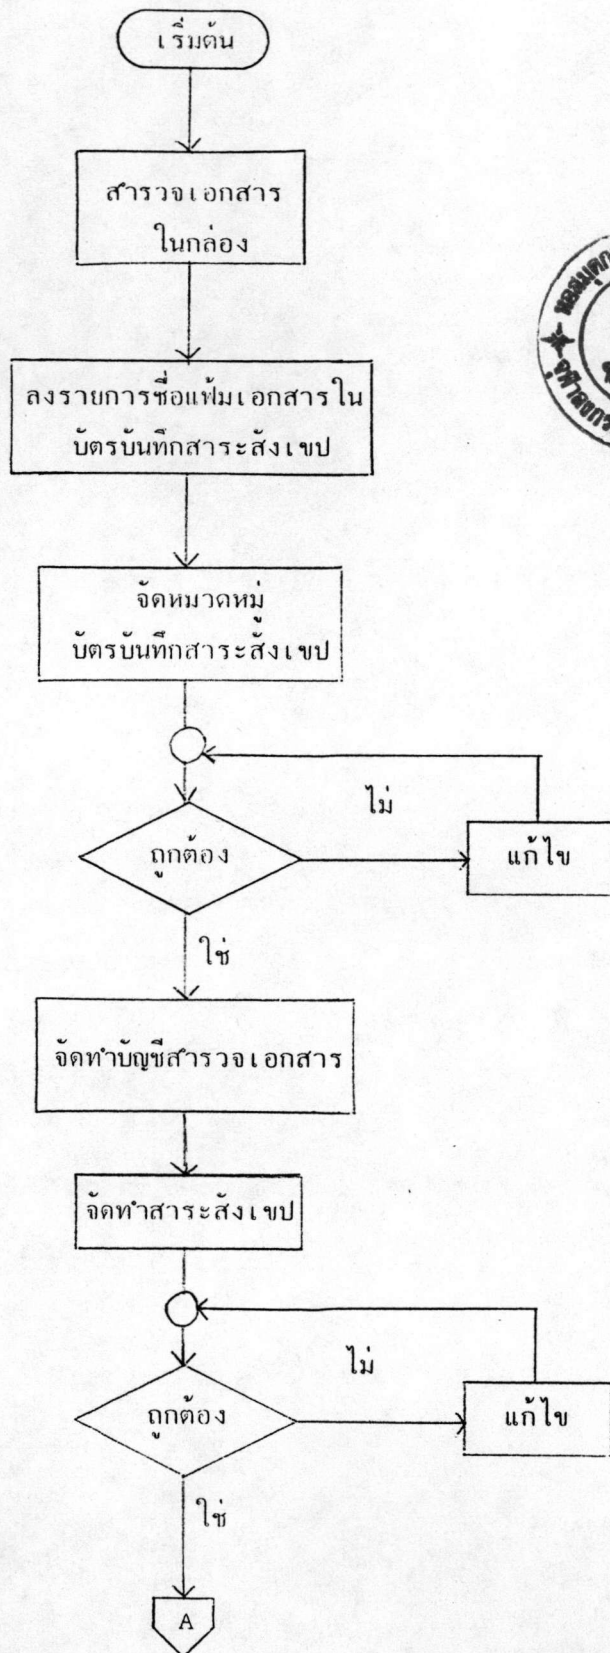 เริ่มต้น
สำรวจเอกสาร
ในกล่อง
ลงรายการชื่อแฟ้มเอกสารใน
บัตรบันทึกสาระสังเขป
จัดหมวดหมู่
บัตรบันทึกสาระสังเขป
ไม่
ถูกต้อง
แก้ไข
ใช่
จัดทำบัญชีสำรวจเอกสาร
จัดทำสาระสังเขป
ไม่
ถูกต้อง
แก้ไข
ใช่
A